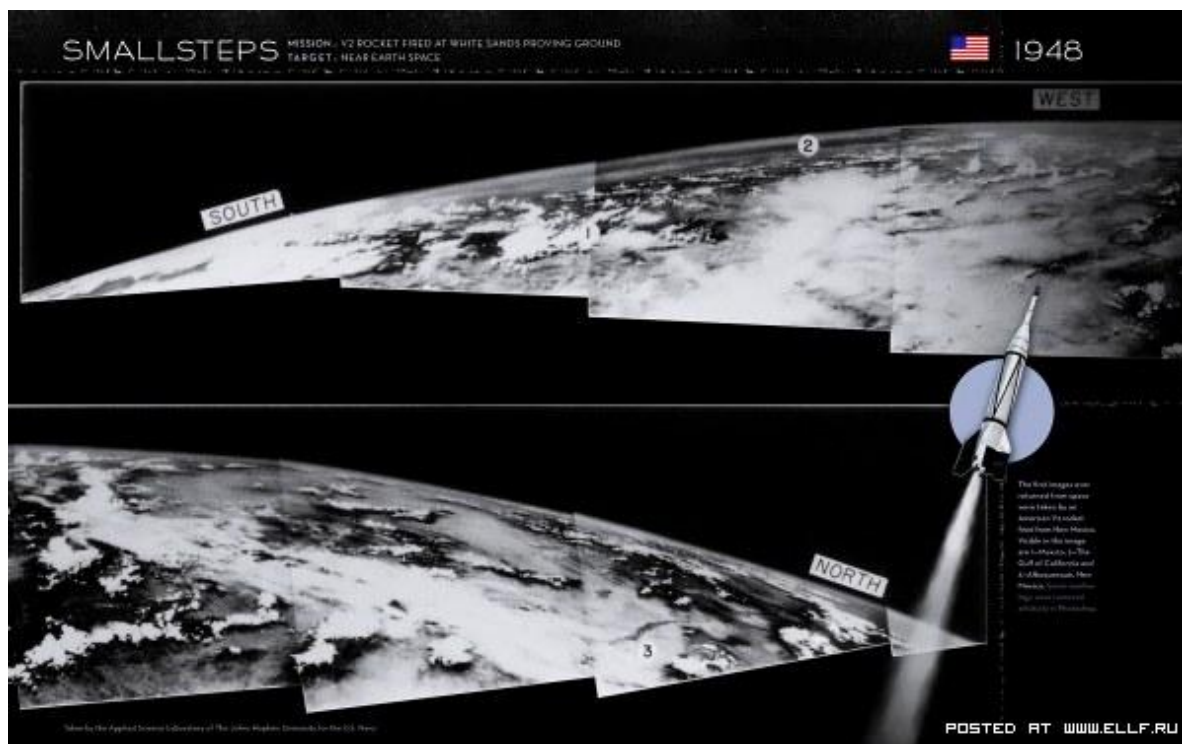 SMALLSTEPS
MISSION: V2 ROCKET FIRED AT WHITE SANDS PROVING GROUND
TARGET: NEAR EARTH SPACE
1948
WEST
2
SOUTH
1
The first images ever
returned from space
were taken by an
American V2 rocket
fired from New Mexico.
Visible in the image
are 1-Mexico, 2-The
Gulf of California and
3-Albuquerque, New
Mexico.
NORTH
3
Taken by the Applied Science Laboratory of The Johns Hopkins University for the U.S. Navy
POSTED AT WWW.ELLF.RU